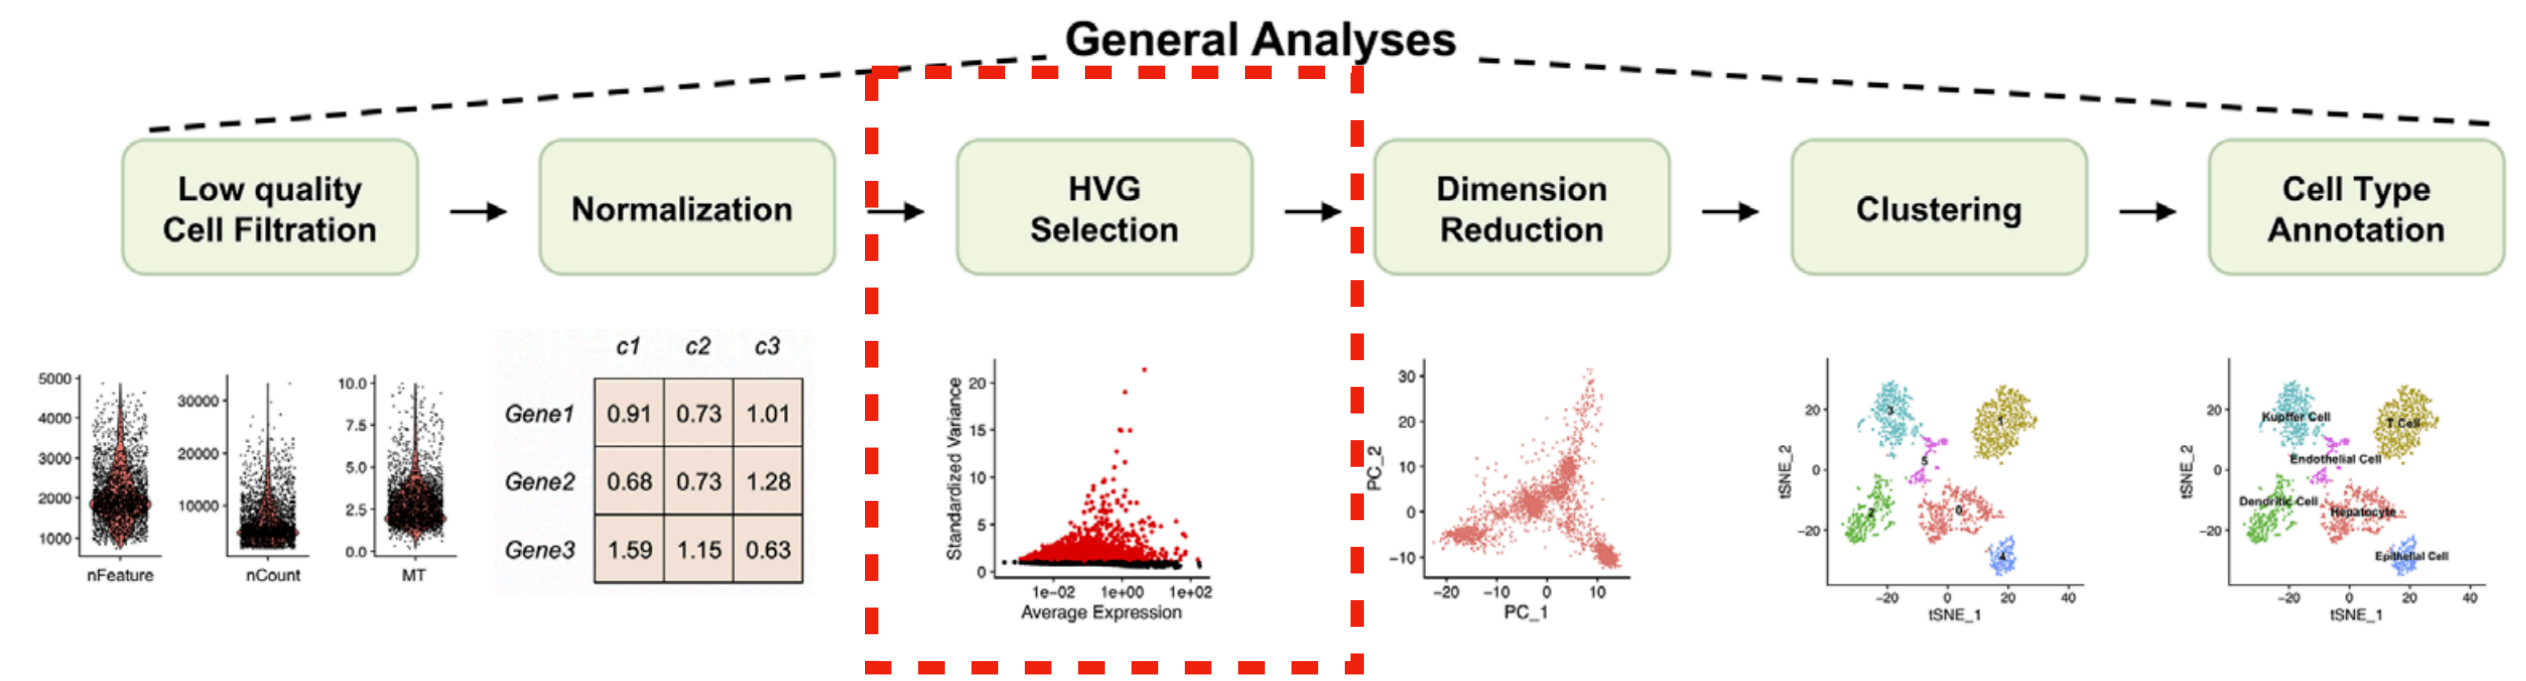 General Analyses
Low quality
Cell Filtration
Normalization
HVG
Selection
Dimension
Reduction
Clustering
Cell Type
Annotation
5000
4000
3000
2000
1000
nFeature
30000
20000
10000
nCount
10.0
7.5
5.0
2.5
0.0
MT
c1 c2 c3
Gene1 0.91 0.73 1.01
Gene2 0.68 0.73 1.28
Gene3 1.59 1.15 0.63
Standardized Variance
20
15
10
5
0
1e−02 1e+00 1e+02
Average Expression
PC_2
30
20
10
0
−10
−20 −10 0 10
PC_1
tSNE_2
20
0
−20
3
1
5
2
0
4
−20 0 20 40
tSNE_1
tSNE_2
20
0
−20
Kupffer Cell
T Cell
Endothelial Cell
Dendritic Cell
Hepatocyte
Epithelial Cell
−20 0 20 40
tSNE_1